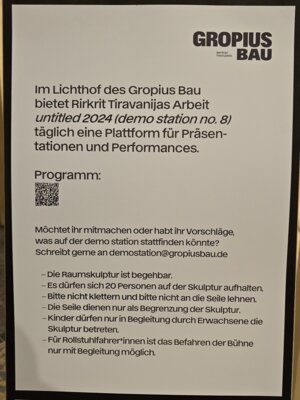 GROPIUS
BAU
Im Lichthof des Gropius Bau
bietet Rirkrit Tiravanijas Arbeit
untitled 2024 (demo station no. 8)
täglich eine Plattform für Präsen-
tationen und Performances.
Programm:
Möchtet ihr mitmachen oder habt ihr Vorschläge,
was auf der demo station stattfinden könnte?
Schreibt gerne an demostation@gropiusbau.de
– Die Raumskulptur ist begehbar.
– Es dürfen sich 20 Personen auf der Skulptur aufhalten.
– Bitte nicht klettern und bitte nicht an die Seile lehnen.
– Die Seile dienen nur als Begrenzung der Skulptur.
– Kinder dürfen nur in Begleitung durch Erwachsene die
Skulptur betreten.
– Für Rollstuhlfahrer*innen ist das Befahren der Bühne
nur mit Begleitung möglich.